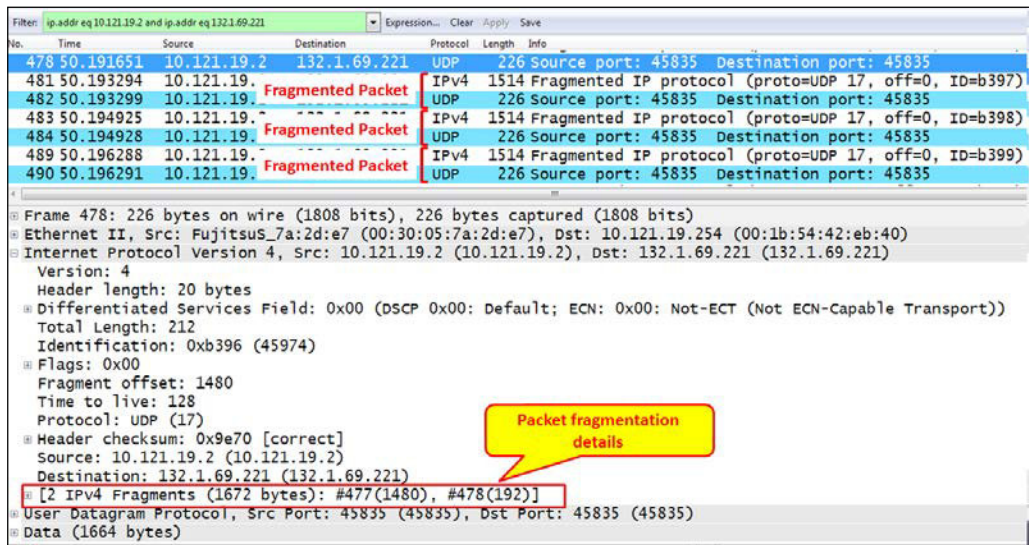 Filter: ip.addr eq 10.121.19.2 and ip.addr eq 132.1.69.221 Expression... Clear Apply Save
No. Time Source Destination Protocol Length Info
478 50.191651 10.121.19.2 132.1.69.221 UDP 226 Source port: 45835 Destination port: 45835
481 50.193294 10.121.19. IPv4 1514 Fragmented IP protocol (proto=UDP 17, off=0, ID=b397)
Fragmented Packet
482 50.193299 10.121.19. UDP 226 Source port: 45835 Destination port: 45835
483 50.194925 10.121.19. IPv4 1514 Fragmented IP protocol (proto=UDP 17, off=0, ID=b398)
Fragmented Packet
484 50.194928 10.121.19. UDP 226 Source port: 45835 Destination port: 45835
489 50.196288 10.121.19. IPv4 1514 Fragmented IP protocol (proto=UDP 17, off=0, ID=b399)
Fragmented Packet
490 50.196291 10.121.19. UDP 226 Source port: 45835 Destination port: 45835
Frame 478: 226 bytes on wire (1808 bits), 226 bytes captured (1808 bits)
Ethernet II, Src: FujitsuS_7a:2d:e7 (00:30:05:7a:2d:e7), Dst: 10.121.19.254 (00:1b:54:42:eb:40)
Internet Protocol Version 4, Src: 10.121.19.2 (10.121.19.2), Dst: 132.1.69.221 (132.1.69.221)
Version: 4
Header length: 20 bytes
Differentiated Services Field: 0x00 (DSCP 0x00: Default; ECN: 0x00: Not-ECT (Not ECN-Capable Transport))
Total Length: 212
Identification: 0xb396 (45974)
Flags: 0x00
Fragment offset: 1480
Time to live: 128
Protocol: UDP (17)
Header checksum: 0x9e70 [correct]
Source: 10.121.19.2 (10.121.19.2)
Destination: 132.1.69.221 (132.1.69.221)
Packet fragmentation
details
[2 IPv4 Fragments (1672 bytes): #477(1480), #478(192)]
User Datagram Protocol, Src Port: 45835 (45835), Dst Port: 45835 (45835)
Data (1664 bytes)